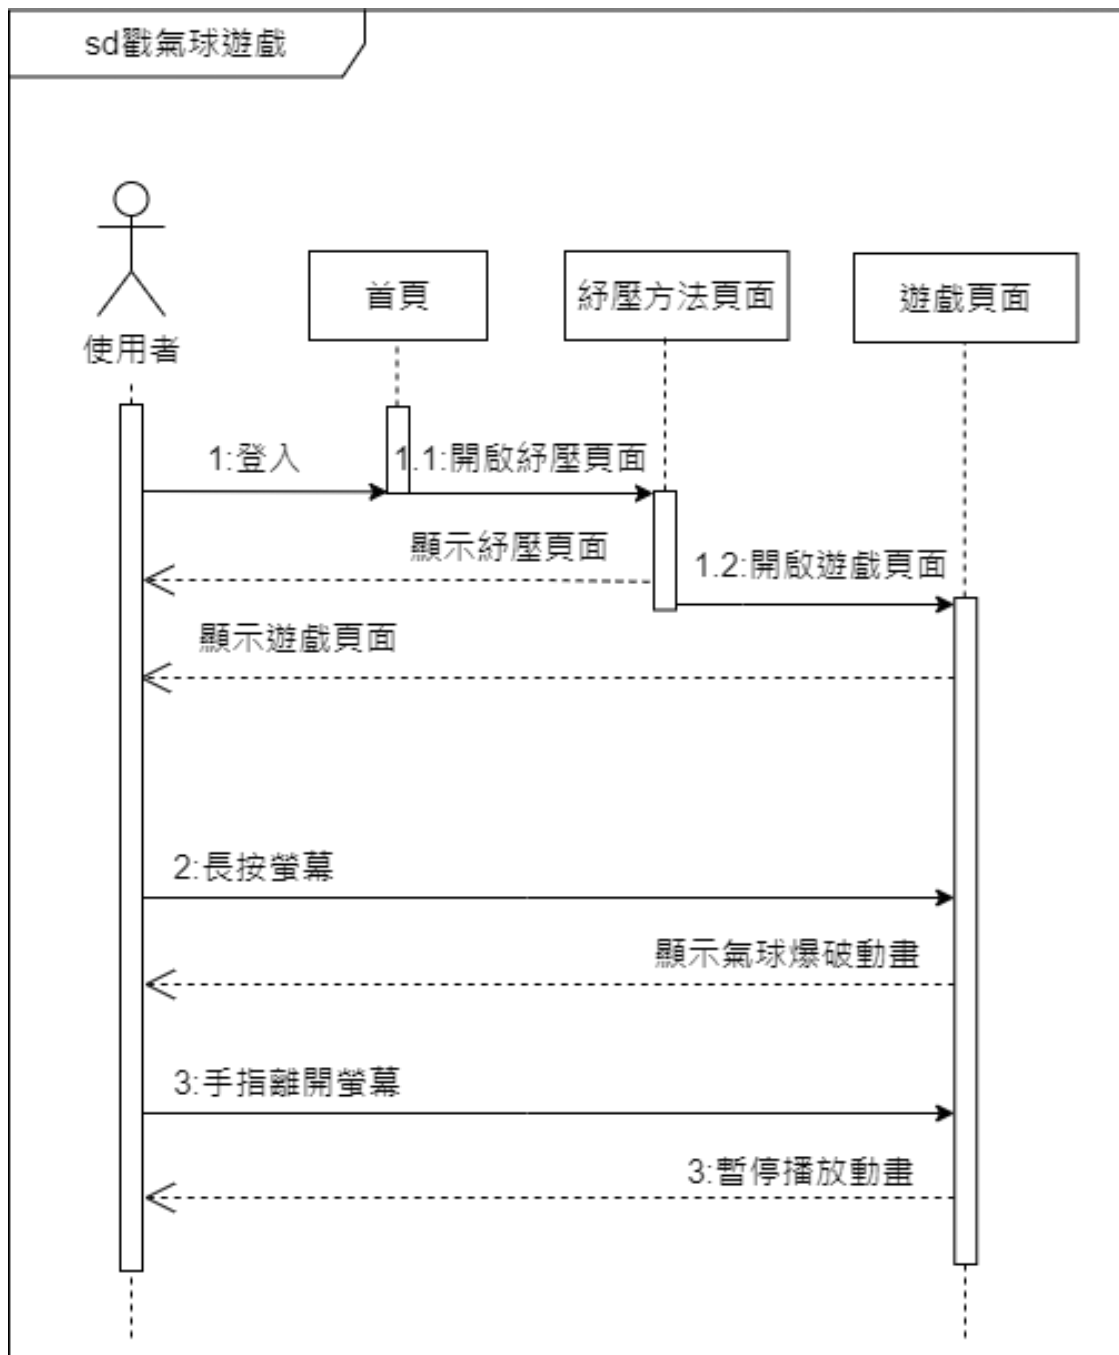 sd戳氣球遊戲
首頁
紓壓方法頁面
遊戲頁面
使用者
1:登入
1.1:開啟紓壓頁面
顯示紓壓頁面
1.2:開啟遊戲頁面
顯示遊戲頁面
2:長按螢幕
顯示氣球爆破動畫
3:手指離開螢幕
3:暫停播放動畫